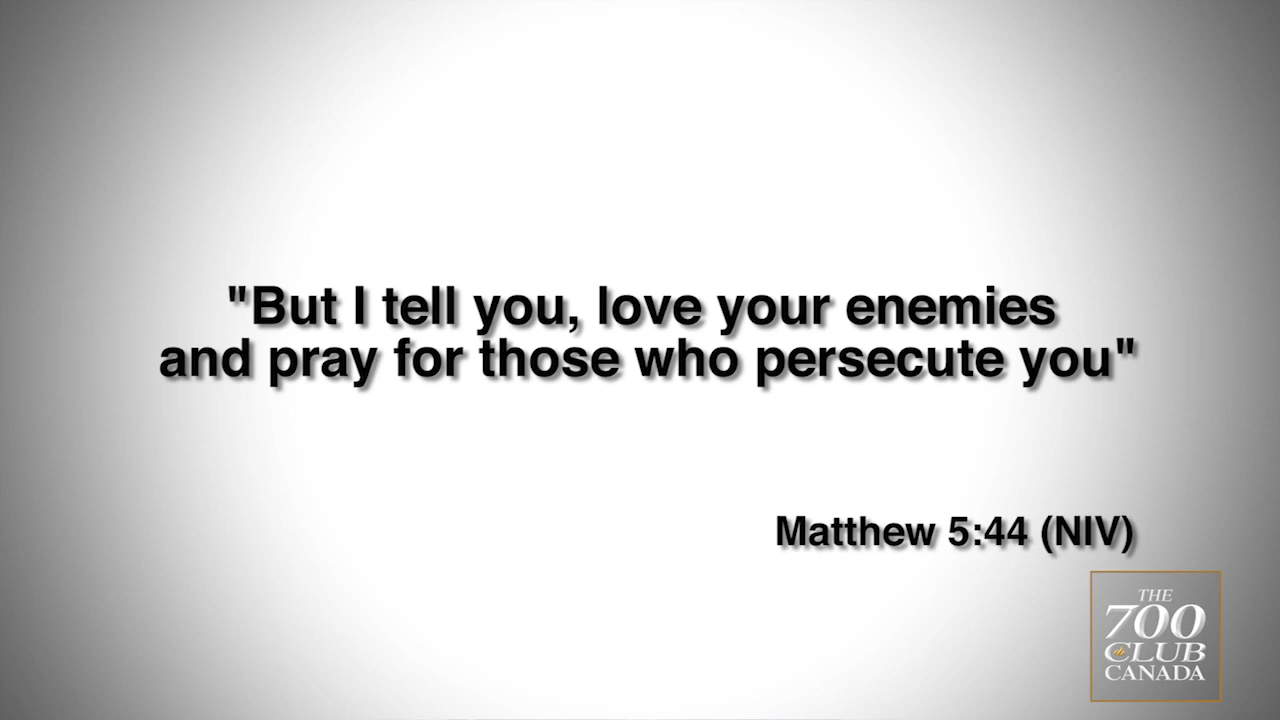 "But I tell you, love your enemies
and pray for those who persecute you"
Matthew 5:44 (NIV)
THE
700
CLUB
CANADA